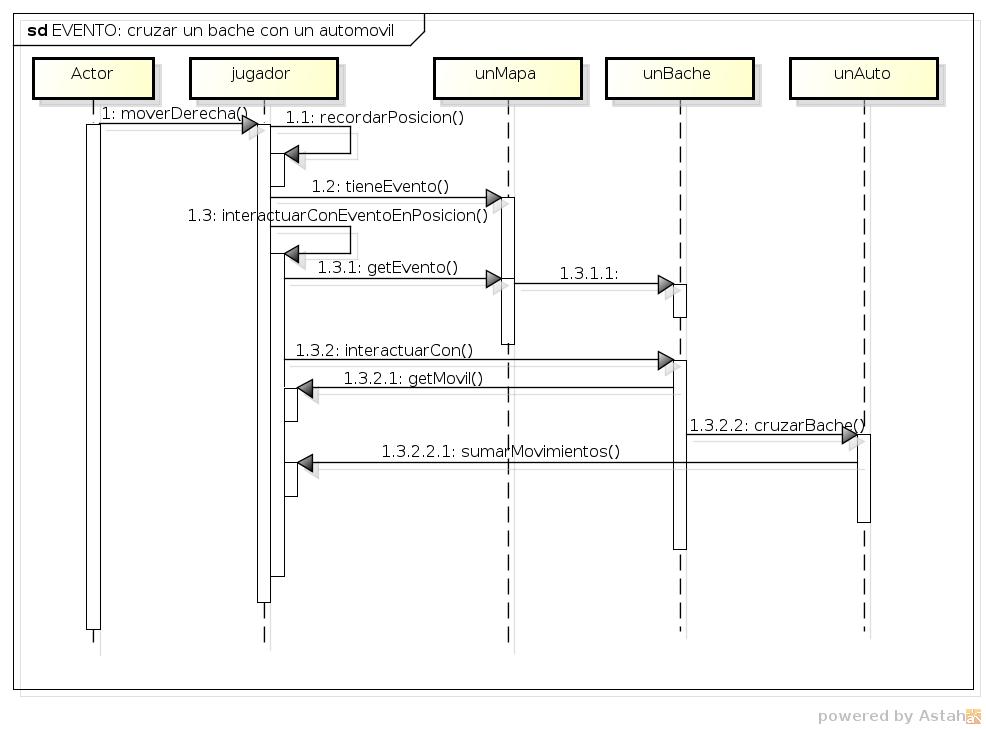 sd EVENTO: cruzar un bache con un automovil
Actor
jugador
unMapa
unBache
unAuto
1: moverDerecha()
1.1: recordarPosicion()
1.2: tieneEvento()
1.3: interactuarConEventoEnPosicion()
1.3.1: getEvento()
1.3.1.1:
1.3.2: interactuarCon()
1.3.2.1: getMovil()
1.3.2.2: cruzarBache()
1.3.2.2.1: sumarMovimientos()
powered by Astah